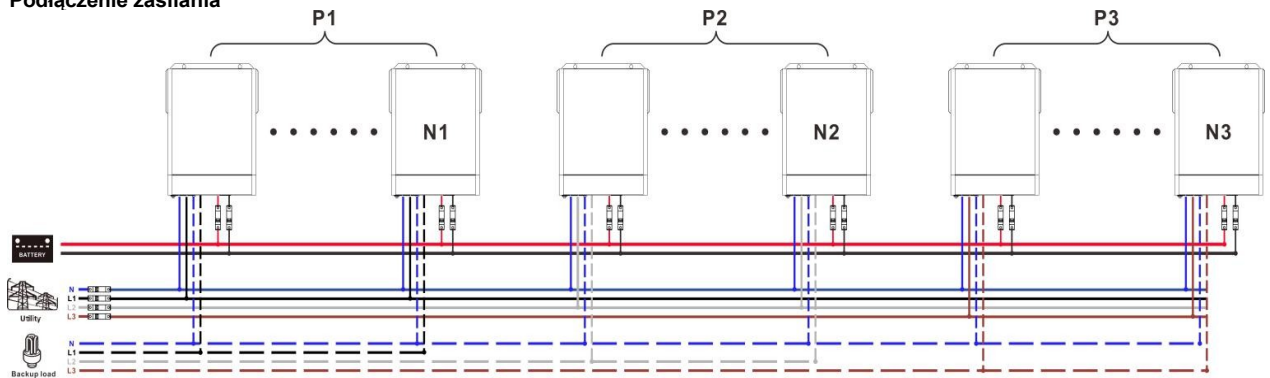 Podłączenie zasilania
P1 P2 P3
N1 N2 N3
BATTERY
N
L1
L2
L3
Utility
N
L1
L2
L3
Backup load